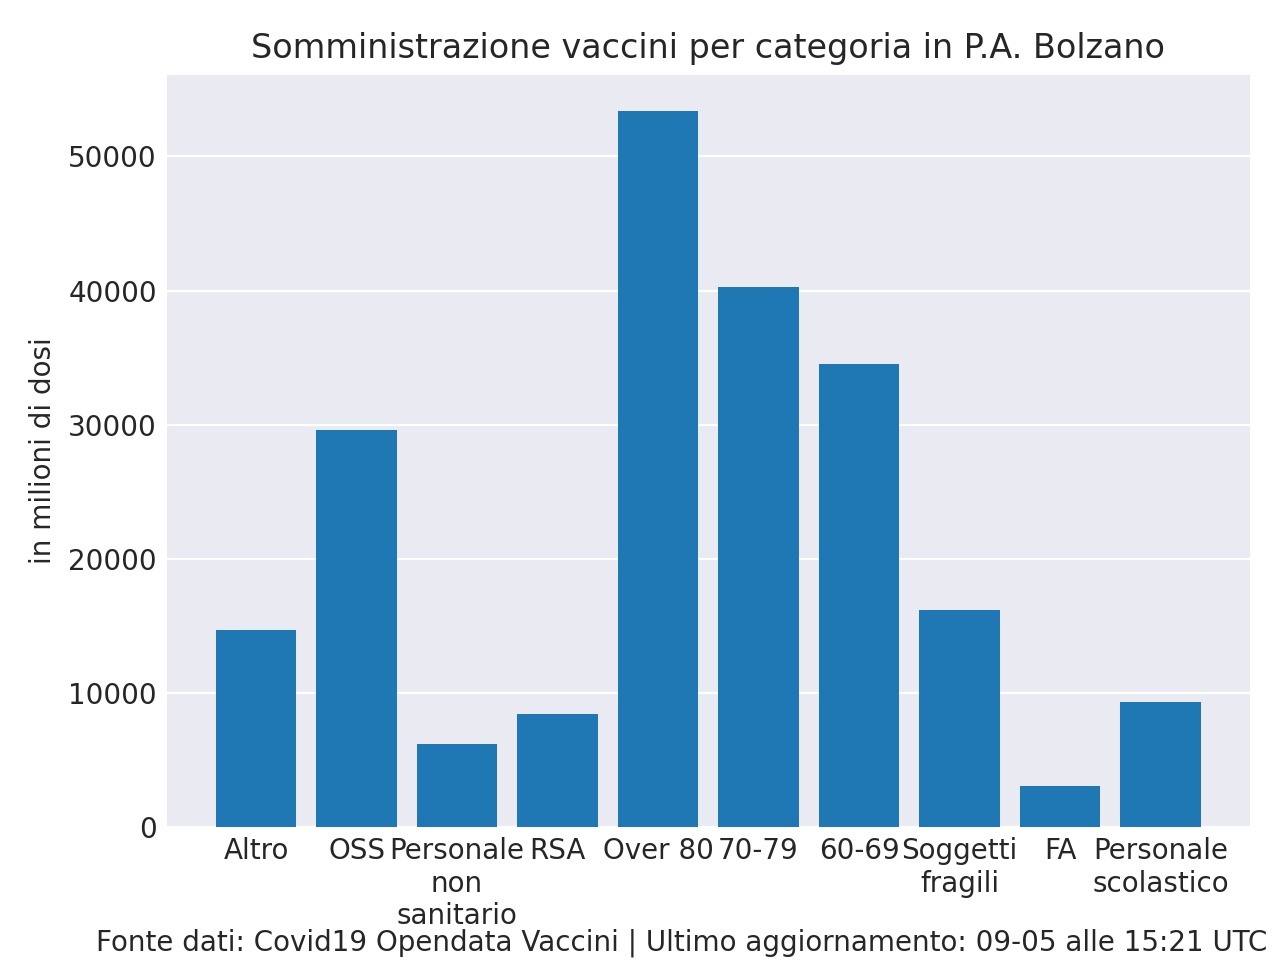 Somministrazione vaccini per categoria in P.A. Bolzano
in milioni di dosi
50000
40000
30000
20000
10000
0
Altro
OSS
Personale
non
sanitario
RSA
Over 80
70-79
60-69
Soggetti
fragili
FA
Personale
scolastico
Fonte dati: Covid19 Opendata Vaccini | Ultimo aggiornamento: 09-05 alle 15:21 UTC